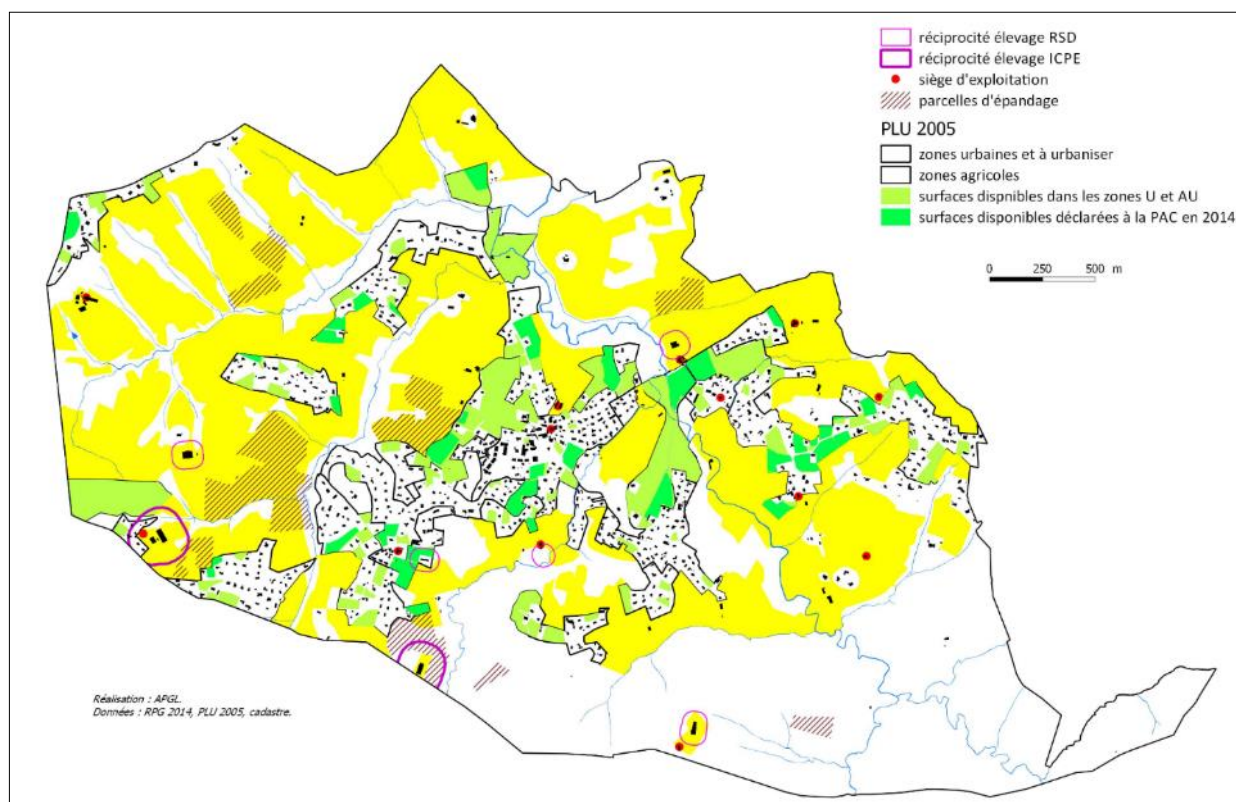 réciprocité élevage RSD
réciprocité élevage ICPE
siège d'exploitation
parcelles d'épandage
PLU 2005
zones urbaines et à urbaniser
zones agricoles
surfaces dispnibles dans les zones U et AU
surfaces disponibles déclarées à la PAC en 2014
0 250 500 m
Réalisation : APGL.
Données : RPG 2014, PLU 2005, cadastre.